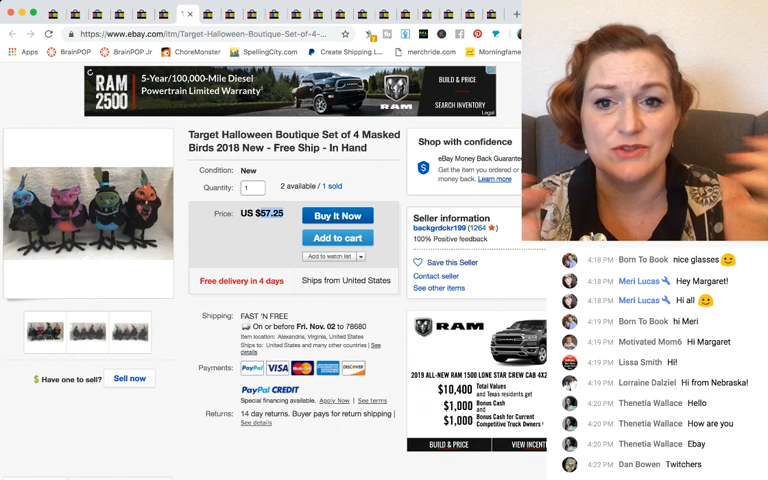 https://www.ebay.com/itm/Target-Halloween-Boutique-Set-of-4-...
Apps
BrainPOP
BrainPOP Jr
ChoreMonster
SpellingCity.com
Create Shipping L...
merchride.com
Morningfame
RAM
2500
5-Year/100,000-Mile Diesel
Powertrain Limited Warranty
RAM
BUILD & PRICE
SEARCH INVENTORY
Legal
Target Halloween Boutique Set of 4 Masked
Birds 2018 New - Free Ship - In Hand
Condition: New
Quantity: 1 2 available / 1 sold
Price: US $57.25
Buy It Now
Add to cart
Add to watch list
Free delivery in 4 days
Ships from United States
Shipping: FAST 'N FREE
On or before Fri. Nov. 02 to 78680
Item location: Alexandria, Virginia, United States
Ships to: United States and many other countries | See
details
Payments: PayPal VISA MasterCard AMEX DISCOVER
PayPal CREDIT
Special financing available. Apply Now | See terms
Returns: 14 day returns. Buyer pays for return shipping |
See details
Have one to sell? Sell now
Shop with confidence
eBay Money Back Guarantee
Get the item you ordered or
money back. Learn more
Seller information
backgrdckr199 (1264)
100% Positive feedback
Save this Seller
Contact seller
See other items
RAM
2019 ALL-NEW RAM 1500 LONE STAR CREW CAB 4X2
$10,400 Total Values
and Texas residents get
$1,000 Bonus Cash
and
$1,000 Bonus Cash for Current
Competitive Truck Owners
BUILD & PRICE
VIEW INCENT
4:18 PM Born To Book nice glasses
4:18 PM Meri Lucas Hey Margaret!
4:18 PM Meri Lucas Hi all
4:19 PM Born To Book hi Meri
4:19 PM Motivated Mom6 Hi Margaret
4:19 PM Lissa Smith Hi!
4:19 PM Lorraine Dalziel Hi from Nebraska!
4:20 PM Thenetia Wallace Hello
4:20 PM Thenetia Wallace How are you
4:20 PM Thenetia Wallace Ebay
4:22 PM Dan Bowen Twitchers